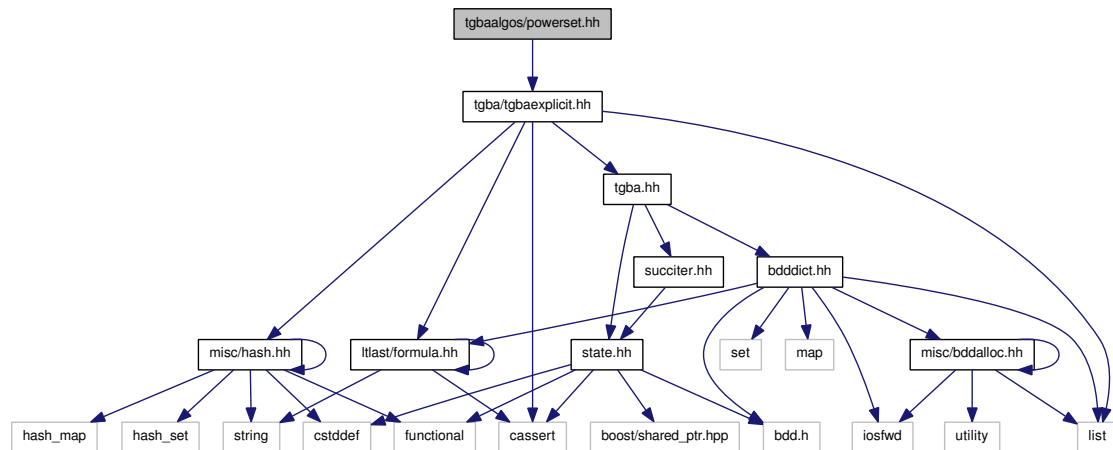 tgbaalgos/powerset.hh
tgba/tgbaexplicit.hh
tgba.hh
succiter.hh
bdddict.hh
misc/hash.hh
ltlast/formula.hh
state.hh
set
map
misc/bddalloc.hh
hash_map
hash_set
string
cstddef
functional
cassert
boost/shared_ptr.hpp
bdd.h
iosfwd
utility
list